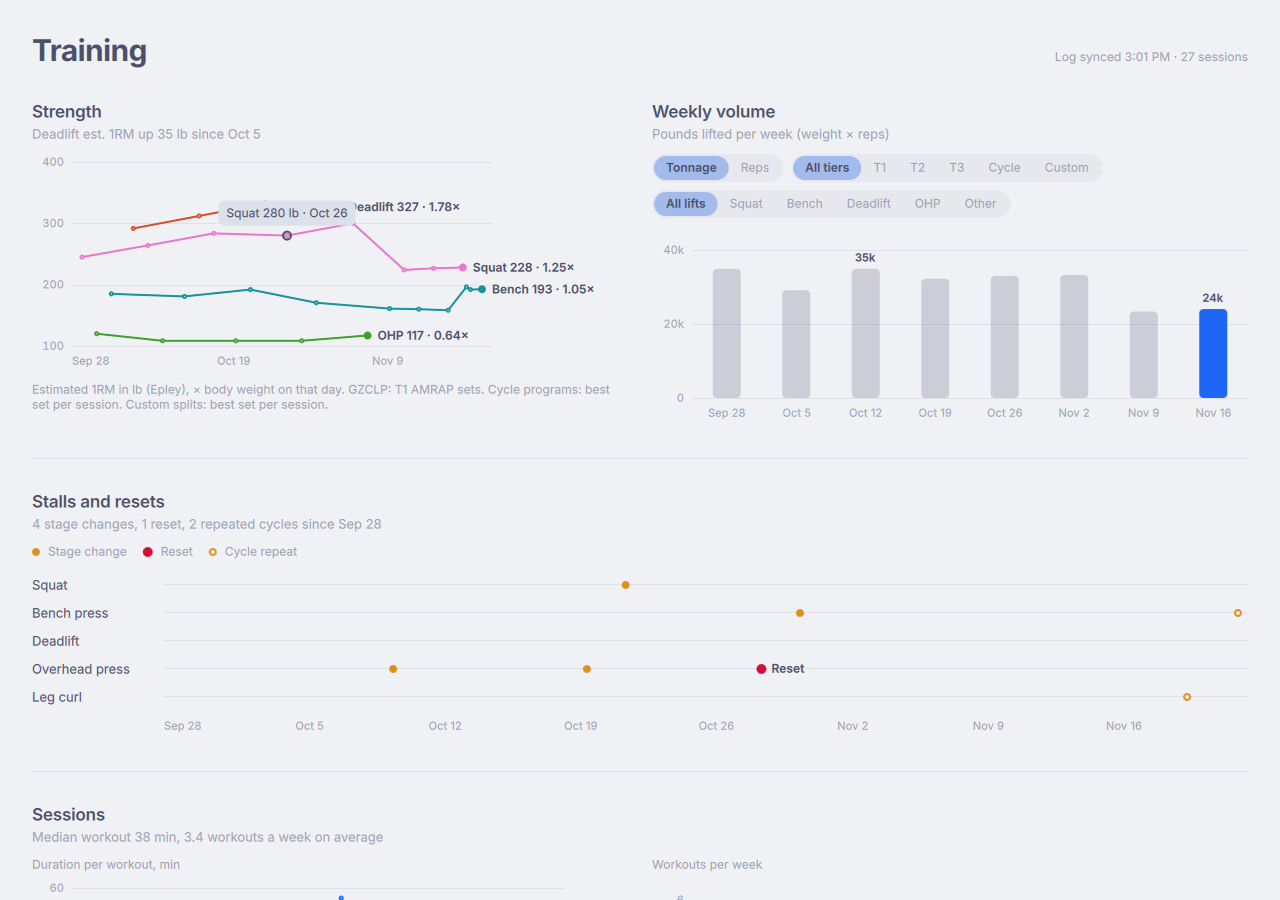 Training
Log synced 3:01 PM · 27 sessions
Strength
Deadlift est. 1RM up 35 lb since Oct 5
400
300
200
100
Squat 280 lb · Oct 26
eadlift 327 · 1.78×
Squat 228 · 1.25×
Bench 193 · 1.05×
OHP 117 · 0.64×
Sep 28 Oct 19 Nov 9
Estimated 1RM in lb (Epley), × body weight on that day. GZCLP: T1 AMRAP sets. Cycle programs: best
set per session. Custom splits: best set per session.
Weekly volume
Pounds lifted per week (weight × reps)
Tonnage Reps All tiers T1 T2 T3 Cycle Custom
All lifts Squat Bench Deadlift OHP Other
40k
35k
24k
20k
0
Sep 28 Oct 5 Oct 12 Oct 19 Oct 26 Nov 2 Nov 9 Nov 16
Stalls and resets
4 stage changes, 1 reset, 2 repeated cycles since Sep 28
Stage change Reset Cycle repeat
Squat
Bench press
Deadlift
Overhead press
Reset
Leg curl
Sep 28 Oct 5 Oct 12 Oct 19 Oct 26 Nov 2 Nov 9 Nov 16
Sessions
Median workout 38 min, 3.4 workouts a week on average
Duration per workout, min
60
Workouts per week
6